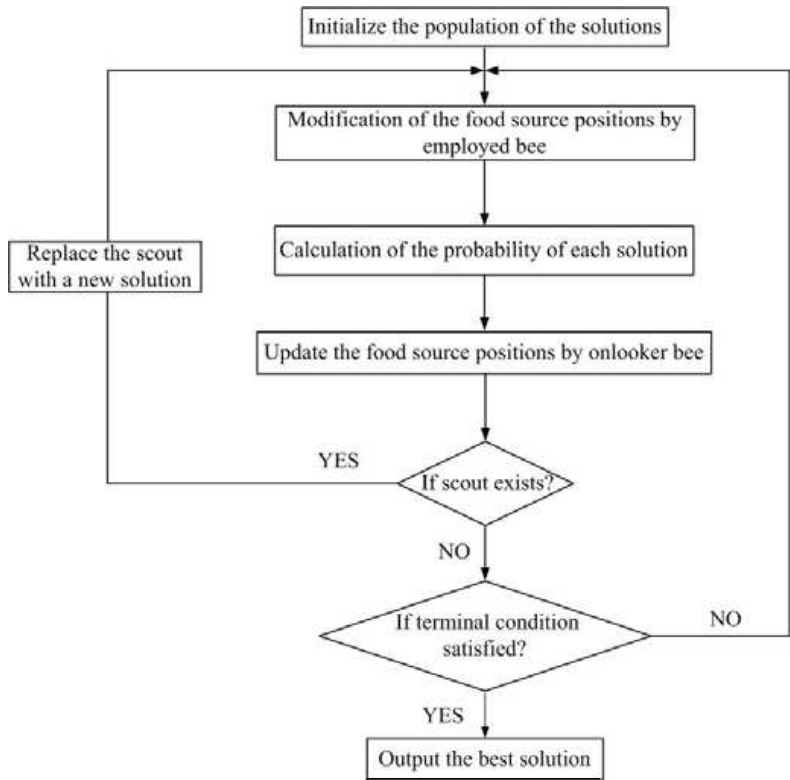 Initialize the population of the solutions
Modification of the food source positions by
employed bee
Calculation of the probability of each solution
Replace the scout
with a new solution
Update the food source positions by onlooker bee
YES
If scout exists?
NO
If terminal condition
satisfied?
NO
YES
Output the best solution